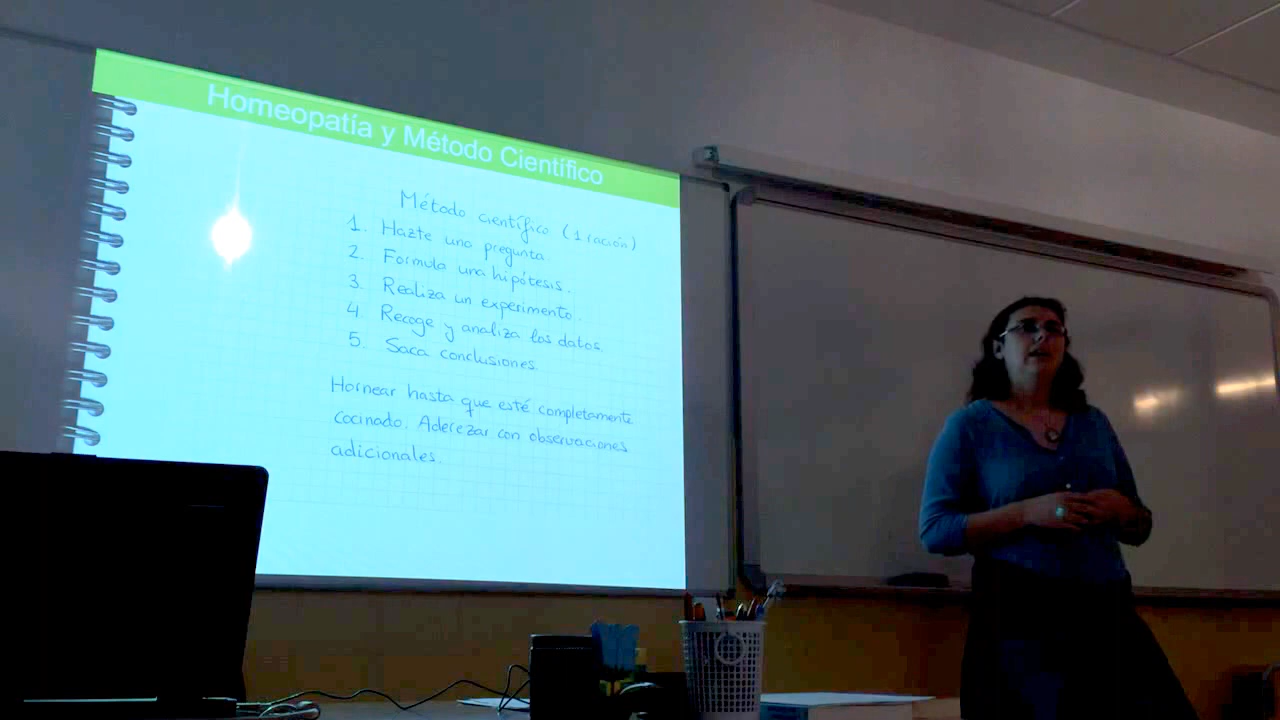 Homeopatía y Método Científico
Método científico (1 ración)
1. Hazte una pregunta.
2. Formula una hipótesis.
3. Realiza un experimento.
4 Recoge y analiza los datos.
5. Saca conclusiones.
Hornear hasta que esté completamente
cocinado. Aderezar con observaciones
adicionales.